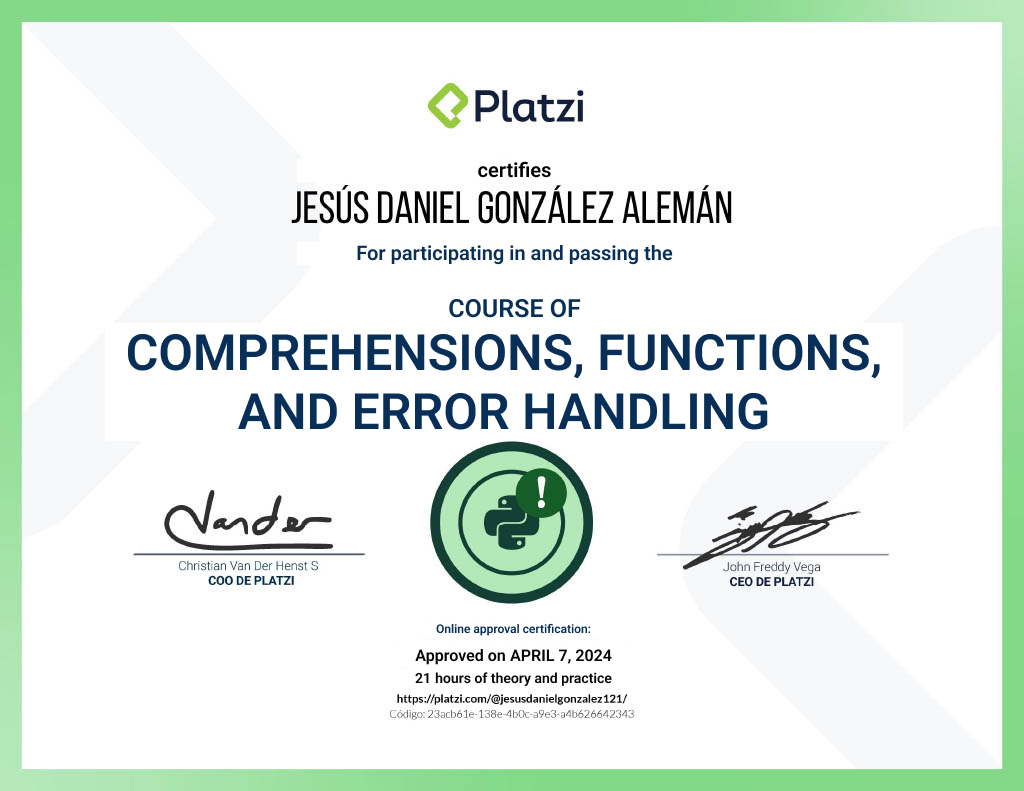 Platzi
certifies
JESÚS DANIEL GONZÁLEZ ALEMÁN
For participating in and passing the
COURSE OF
COMPREHENSIONS, FUNCTIONS,
AND ERROR HANDLING
!
Vander
Christian Van Der Henst S
COO DE PLATZI
John Freddy Vega
CEO DE PLATZI
Online approval certification:
Approved on APRIL 7, 2024
21 hours of theory and practice
https://platzi.com/@jesusdanielgonzalez121/
Código: 23acb61e-138e-4b0c-a9e3-a4b626642343